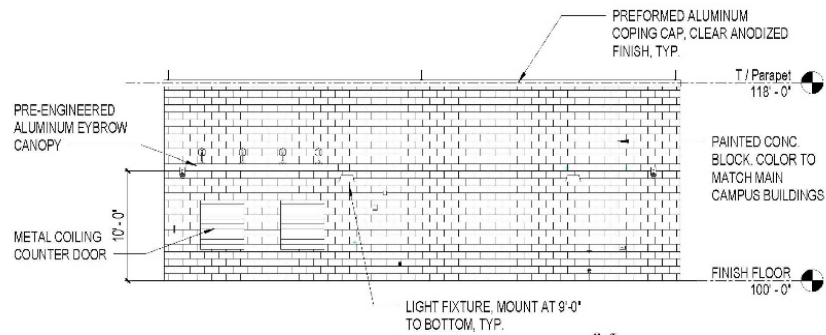 PREFORMED ALUMINUM
COPING CAP, CLEAR ANODIZED
FINISH, TYP.
T / Parapet
118' - 0"
PRE-ENGINEERED
ALUMINUM EYBROW
CANOPY
PAINTED CONC.
BLOCK. COLOR TO
MATCH MAIN
CAMPUS BUILDINGS
10' - 0"
METAL COILING
COUNTER DOOR
FINISH FLOOR
100' - 0"
LIGHT FIXTURE, MOUNT AT 9'-0"
TO BOTTOM, TYP.